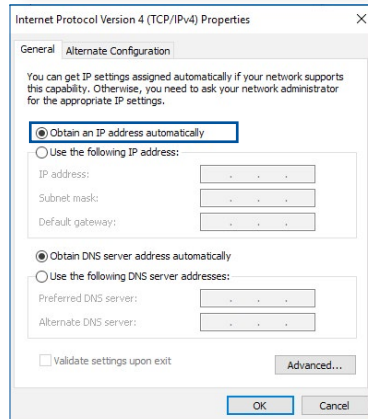 Internet Protocol Version 4 (TCP/IPv4) Properties
General
Alternate Configuration
You can get IP settings assigned automatically if your network supports
this capability. Otherwise, you need to ask your network administrator
for the appropriate IP settings.
Obtain an IP address automatically
Use the following IP address:
IP address:
Subnet mask:
Default gateway:
Obtain DNS server address automatically
Use the following DNS server addresses:
Preferred DNS server:
Alternate DNS server:
Validate settings upon exit
Advanced...
OK
Cancel